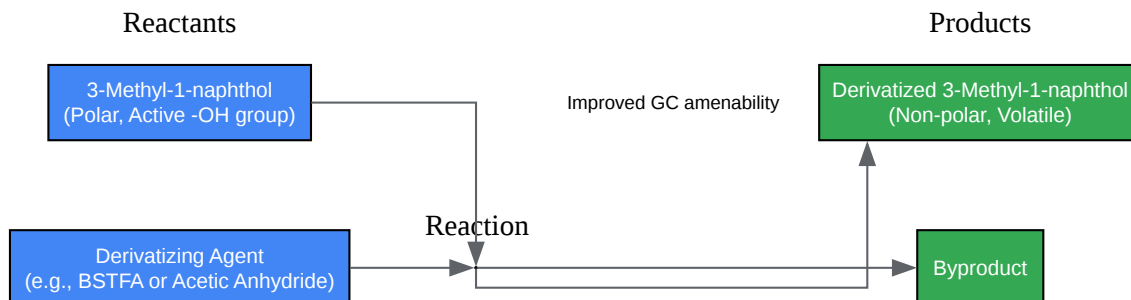 Reactants
Products
3-Methyl-1-naphthol
(Polar, Active -OH group)
Improved GC amenability
Derivatized 3-Methyl-1-naphthol
(Non-polar, Volatile)
Reaction
Derivatizing Agent
(e.g., BSTFA or Acetic Anhydride)
Byproduct